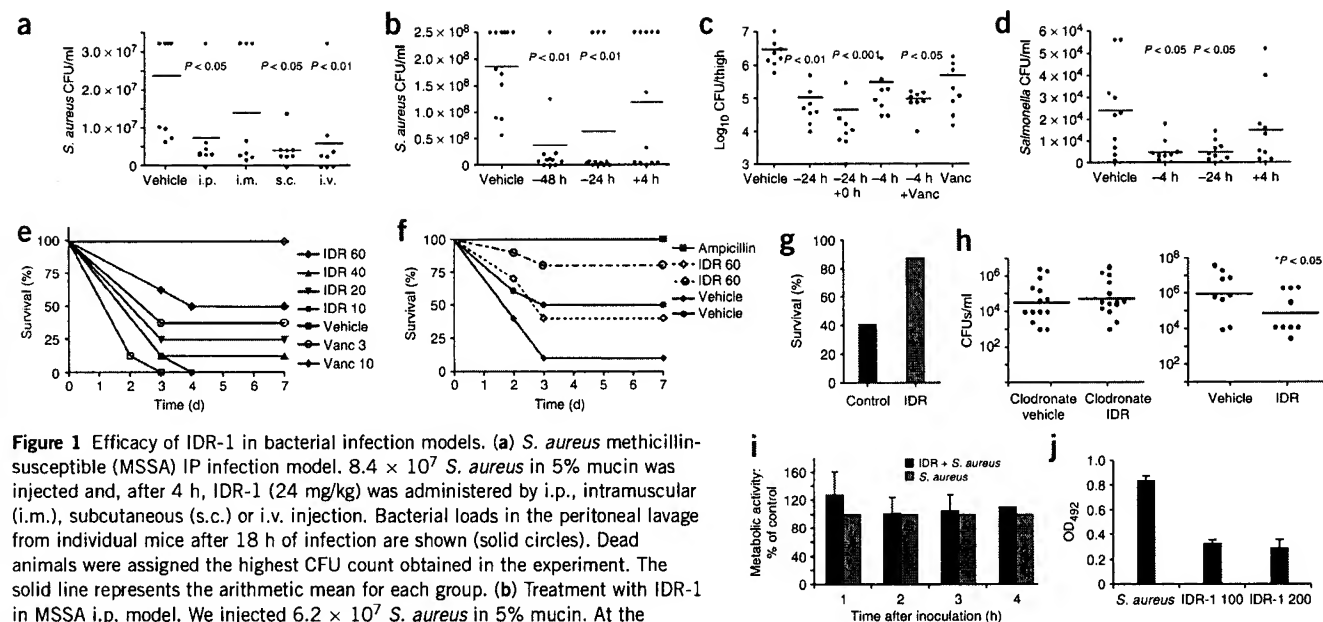 a
S. aureus CFU/ml
3.0 × 10⁷
2.0 × 10⁷
1.0 × 10⁷
0
P < 0.05
P < 0.05
P < 0.01
Vehicle i.p. i.m. s.c. i.v.
b
S. aureus CFU/ml
2.5 × 10⁸
2.0 × 10⁸
1.5 × 10⁸
1.0 × 10⁸
0.5 × 10⁸
0
P < 0.01 P < 0.01
Vehicle –48 h –24 h +4 h
c
Log₁₀ CFU/thigh
7
6
5
4
3
P < 0.01
P < 0.001
P < 0.05
Vehicle –24 h –24 h –4 h –4 h Vanc
+0 h +Vanc
d
Salmonella CFU/ml
6 × 10⁴
5 × 10⁴
4 × 10⁴
3 × 10⁴
2 × 10⁴
1 × 10⁴
0
P < 0.05 P < 0.05
Vehicle –4 h –24 h +4 h
e
Survival (%)
100
75
50
25
0
0 1 2 3 4 5 6 7
Time (d)
IDR 60
IDR 40
IDR 20
IDR 10
Vehicle
Vanc 3
Vanc 10
f
Survival (%)
100
75
50
25
0
0 1 2 3 4 5 6 7
Time (d)
Ampicillin
IDR 60
IDR 60
Vehicle
Vehicle
g
Survival (%)
100
80
60
40
20
0
Control IDR
h
CFUs/ml
10⁶
10⁴
10²
Clodronate vehicle
Clodronate IDR
10⁸
10⁶
10⁴
10²
*P < 0.05
Vehicle IDR
Figure 1 Efficacy of IDR-1 in bacterial infection models. (a) S. aureus methicillin-
susceptible (MSSA) IP infection model. 8.4 × 10⁷ S. aureus in 5% mucin was
injected and, after 4 h, IDR-1 (24 mg/kg) was administered by i.p., intramuscular
(i.m.), subcutaneous (s.c.) or i.v. injection. Bacterial loads in the peritoneal lavage
from individual mice after 18 h of infection are shown (solid circles). Dead
animals were assigned the highest CFU count obtained in the experiment. The
solid line represents the arithmetic mean for each group. (b) Treatment with IDR-1
in MSSA i.p. model. We injected 6.2 × 10⁷ S. aureus in 5% mucin. At the
i
Metabolic activity:
% of control
160
120
80
40
0
IDR + S. aureus
S. aureus
1 2 3 4
Time after inoculation (h)
j
OD₄₉₂
1.0
0.8
0.6
0.4
0.2
0
S. aureus IDR-1 100 IDR-1 200